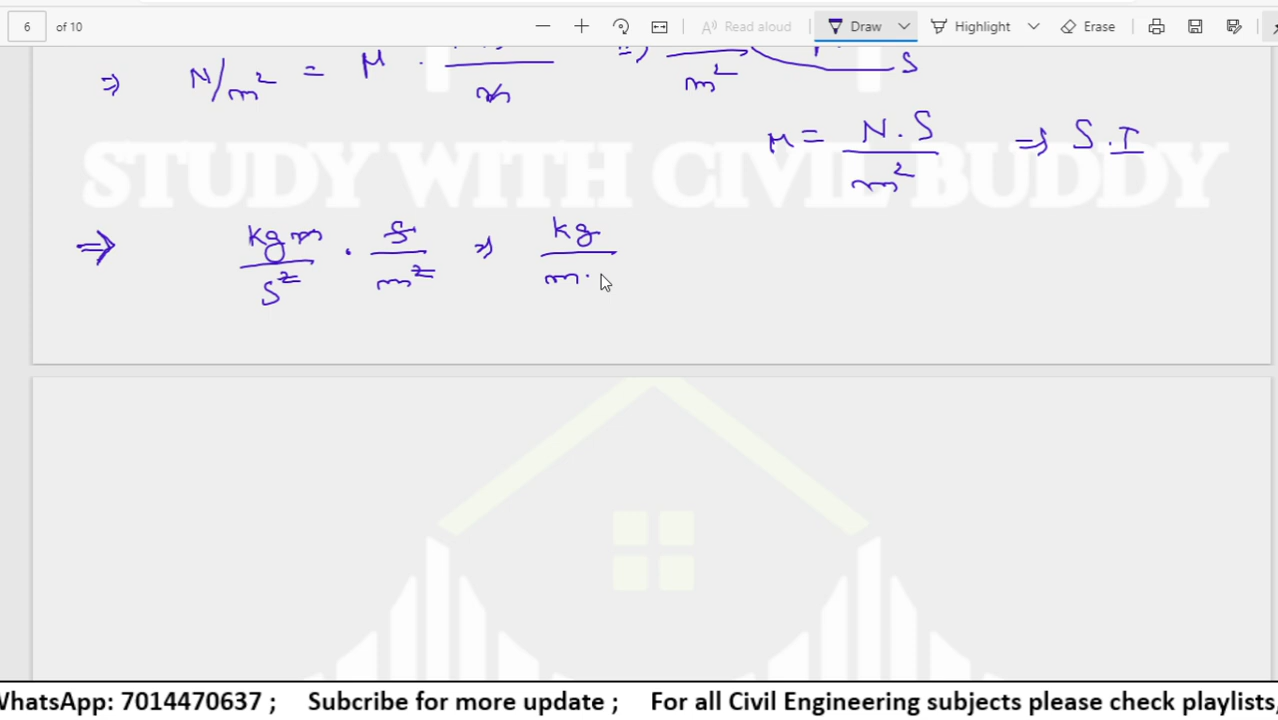 6 of 10 Read aloud Draw Highlight Erase
⇒ N/m² = μ . m ⇒ m² S
μ = N.S/m² ⇒ S.I
STUDY WITH CIVIL BUDDY
⇒ kgm/s² . s/m² ⇒ kg/m.
WhatsApp: 7014470637 ; Subcribe for more update ; For all Civil Engineering subjects please check playlists,